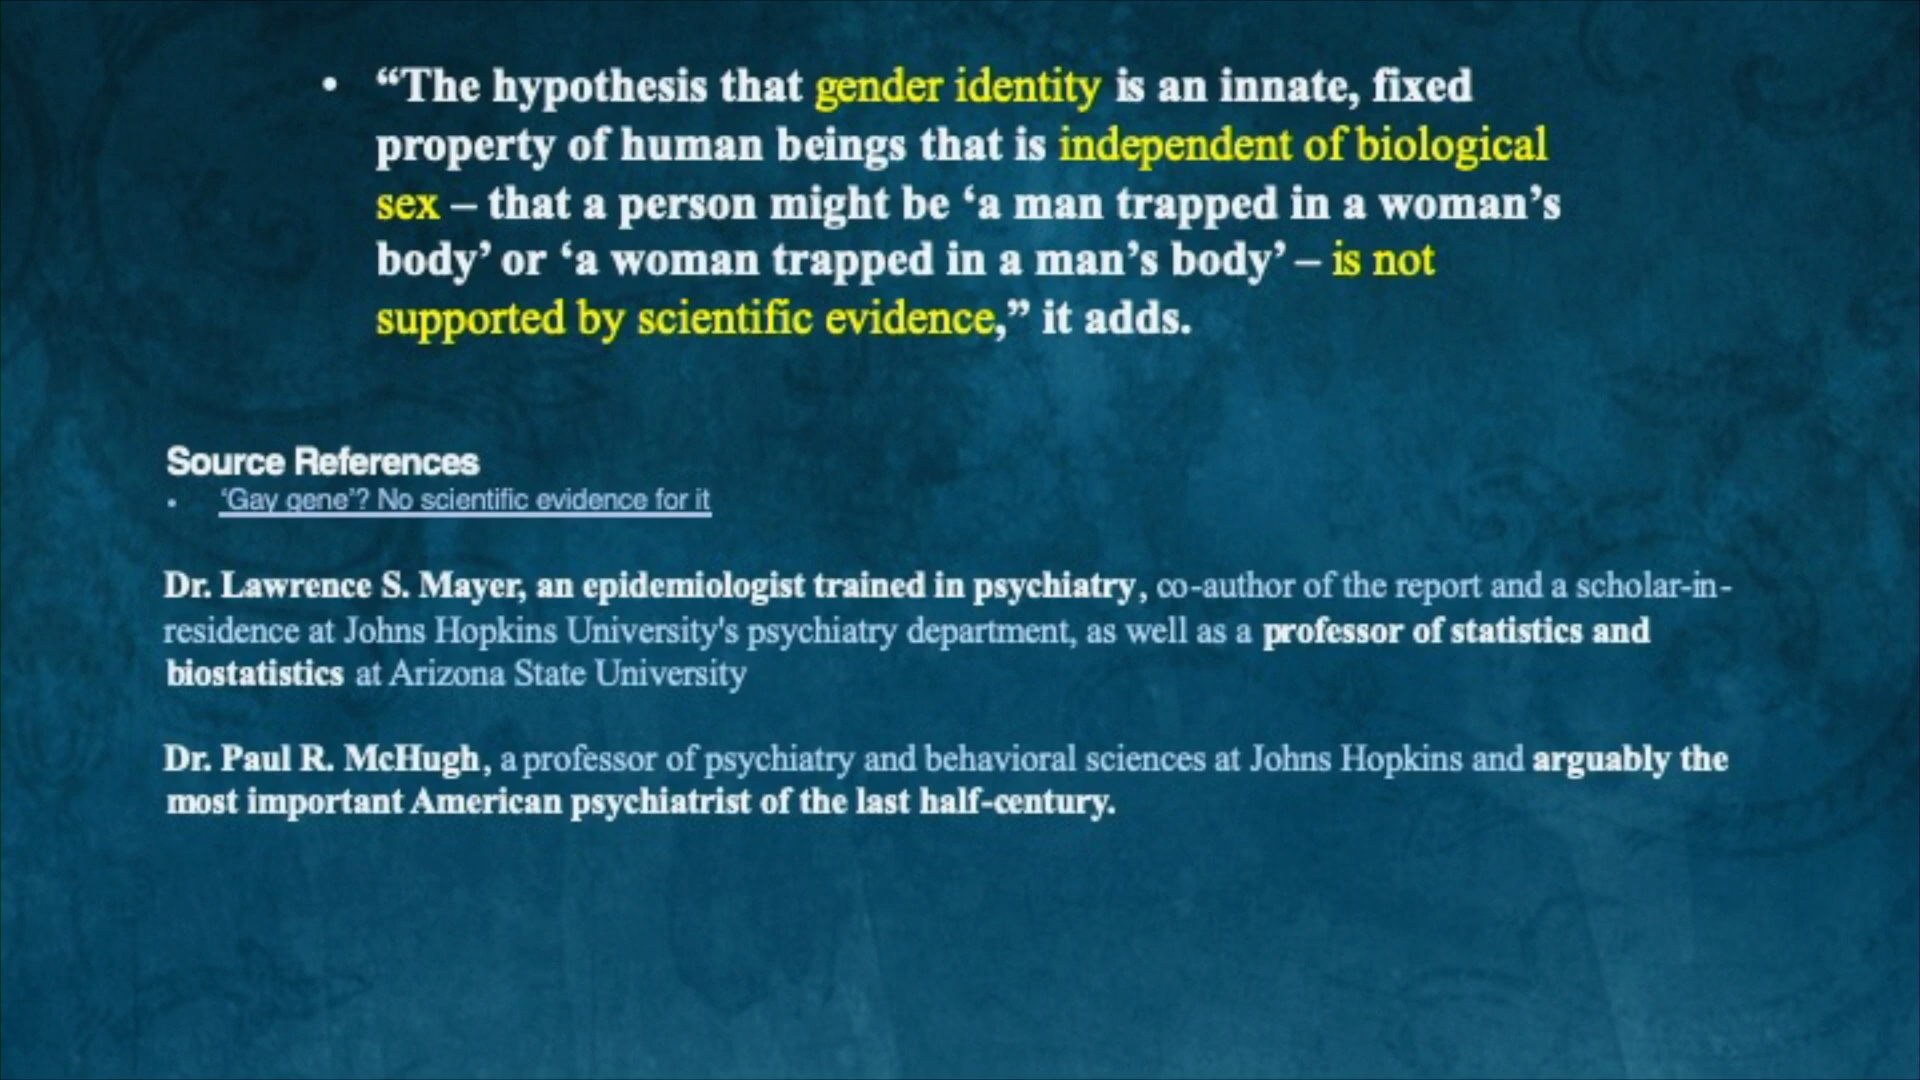 • “The hypothesis that gender identity is an innate, fixed
property of human beings that is independent of biological
sex – that a person might be ‘a man trapped in a woman’s
body’ or ‘a woman trapped in a man’s body’ – is not
supported by scientific evidence,” it adds.
Source References
• ‘Gay gene’? No scientific evidence for it
Dr. Lawrence S. Mayer, an epidemiologist trained in psychiatry, co-author of the report and a scholar-in-
residence at Johns Hopkins University's psychiatry department, as well as a professor of statistics and
biostatistics at Arizona State University
Dr. Paul R. McHugh, a professor of psychiatry and behavioral sciences at Johns Hopkins and arguably the
most important American psychiatrist of the last half-century.